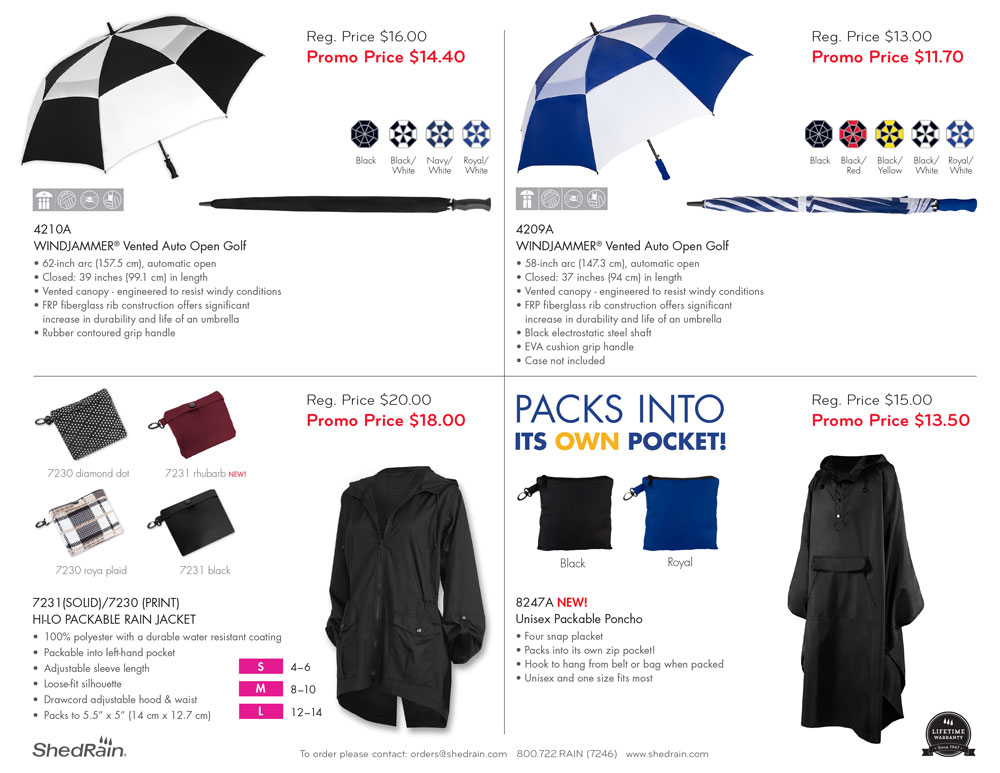 Reg. Price $16.00
Promo Price $14.40
Black
Black/
White
Navy/
White
Royal/
White
4210A
WINDJAMMER® Vented Auto Open Golf
• 62-inch arc (157.5 cm), automatic open
• Closed: 39 inches (99.1 cm) in length
• Vented canopy - engineered to resist windy conditions
• FRP fiberglass rib construction offers significant
increase in durability and life of an umbrella
• Rubber contoured grip handle
Reg. Price $13.00
Promo Price $11.70
Black
Black/
Red
Black/
Yellow
Black/
White
Royal/
White
4209A
WINDJAMMER® Vented Auto Open Golf
• 58-inch arc (147.3 cm), automatic open
• Closed: 37 inches (94 cm) in length
• Vented canopy - engineered to resist windy conditions
• FRP fiberglass rib construction offers significant
increase in durability and life of an umbrella
• Black electrostatic steel shaft
• EVA cushion grip handle
• Case not included
Reg. Price $20.00
Promo Price $18.00
7230 diamond dot
7231 rhubarb NEW!
7230 roya plaid
7231 black
7231(SOLID)/7230 (PRINT)
HI-LO PACKABLE RAIN JACKET
• 100% polyester with a durable water resistant coating
• Packable into left-hand pocket
• Adjustable sleeve length
• Loose-fit silhouette
• Drawcord adjustable hood & waist
• Packs to 5.5” x 5” (14 cm x 12.7 cm)
S 4–6
M 8–10
L 12–14
PACKS INTO
ITS OWN POCKET!
Reg. Price $15.00
Promo Price $13.50
Black
Royal
8247A NEW!
Unisex Packable Poncho
• Four snap placket
• Packs into its own zip pocket!
• Hook to hang from belt or bag when packed
• Unisex and one size fits most
LIFETIME
WARRANTY
Since 1947
ShedRain®
To order please contact: orders@shedrain.com 800.722.RAIN (7246) www.shedrain.com